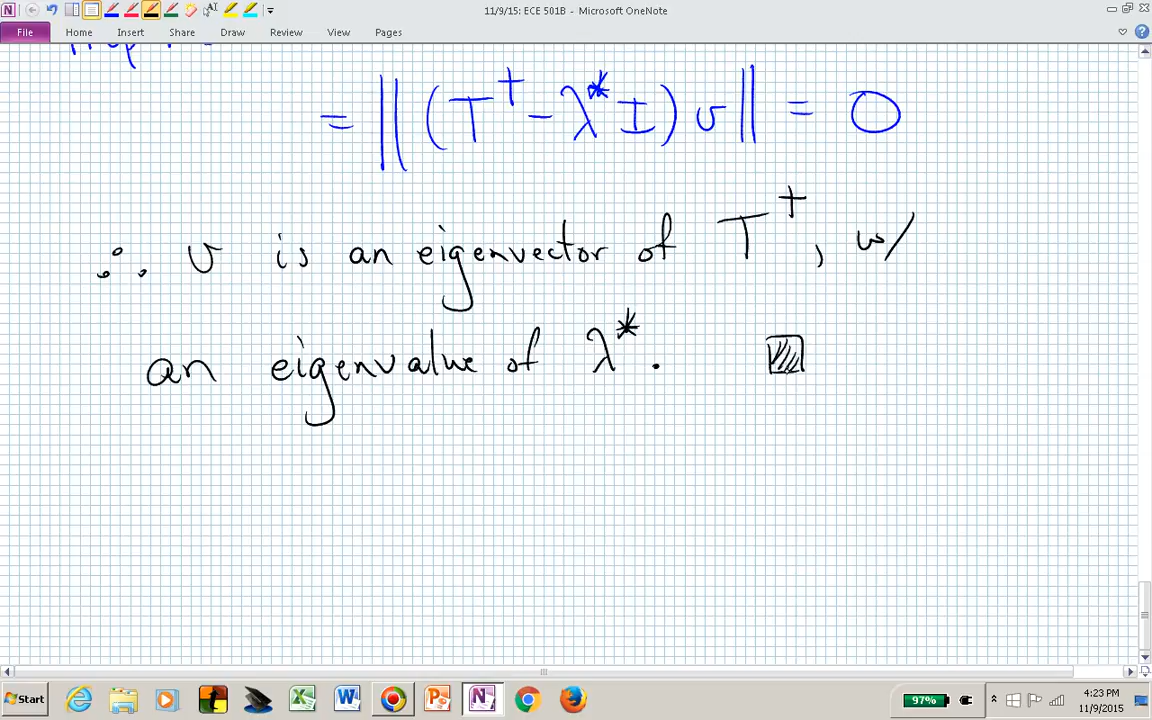 11/9/15: ECE 501B - Microsoft OneNote
File Home Insert Share Draw Review View Pages
= ‖(T† - λ* I) v‖ = 0
∴ v is an eigenvector of T†, w/
an eigenvalue of λ*.
Start
97%
4:23 PM
11/9/2015